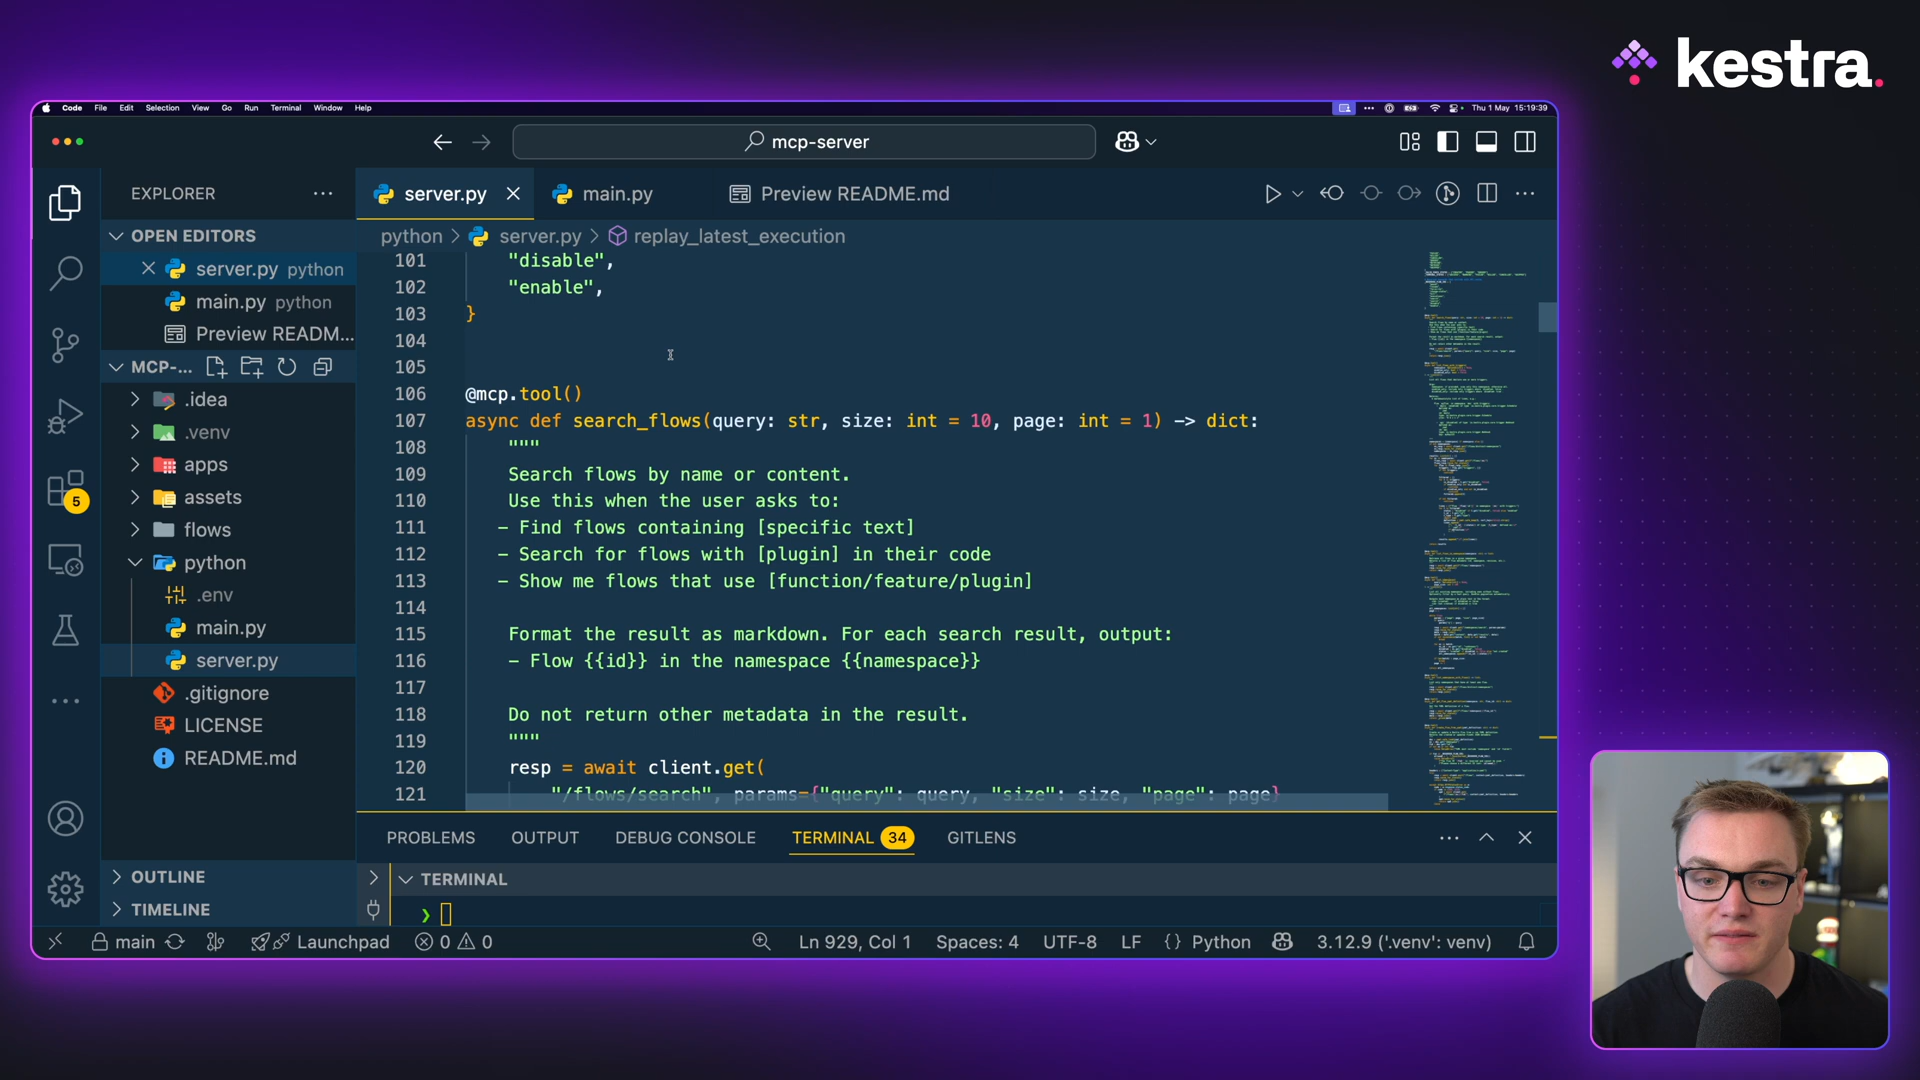 kestra.
Code File Edit Selection View Go Run Terminal Window Help
Thu 1 May 15:19:39
mcp-server
EXPLORER
server.py
main.py
Preview README.md
OPEN EDITORS
python > server.py > replay_latest_execution
server.py python
main.py python
Preview READM...
MCP-...
.idea
.venv
apps
assets
flows
python
.env
main.py
server.py
.gitignore
LICENSE
README.md
OUTLINE
TIMELINE
5
101 "disable",
102 "enable",
103 }
104
105
106 @mcp.tool()
107 async def search_flows(query: str, size: int = 10, page: int = 1) -> dict:
108 """
109 Search flows by name or content.
110 Use this when the user asks to:
111 - Find flows containing [specific text]
112 - Search for flows with [plugin] in their code
113 - Show me flows that use [function/feature/plugin]
114
115 Format the result as markdown. For each search result, output:
116 - Flow {{id}} in the namespace {{namespace}}
117
118 Do not return other metadata in the result.
119 """
120 resp = await client.get(
121 "/flows/search", params={"query": query, "size": size, "page": page}
PROBLEMS OUTPUT DEBUG CONSOLE TERMINAL 34 GITLENS
TERMINAL
main Launchpad 0 0 Ln 929, Col 1 Spaces: 4 UTF-8 LF {} Python 3.12.9 ('.venv': venv)